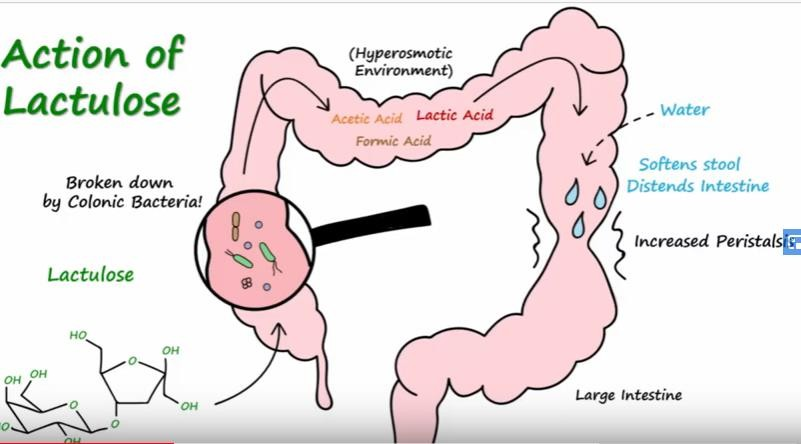 Action of
Lactulose
(Hyperosmotic
Environment)
Acetic Acid Lactic Acid
Formic Acid
Water
Softens stool
Distends Intestine
Increased Peristalsis
Broken down
by Colonic Bacteria!
Lactulose
Large Intestine
HO
OH
O
OH
OH
OH
O
O
HO
OH